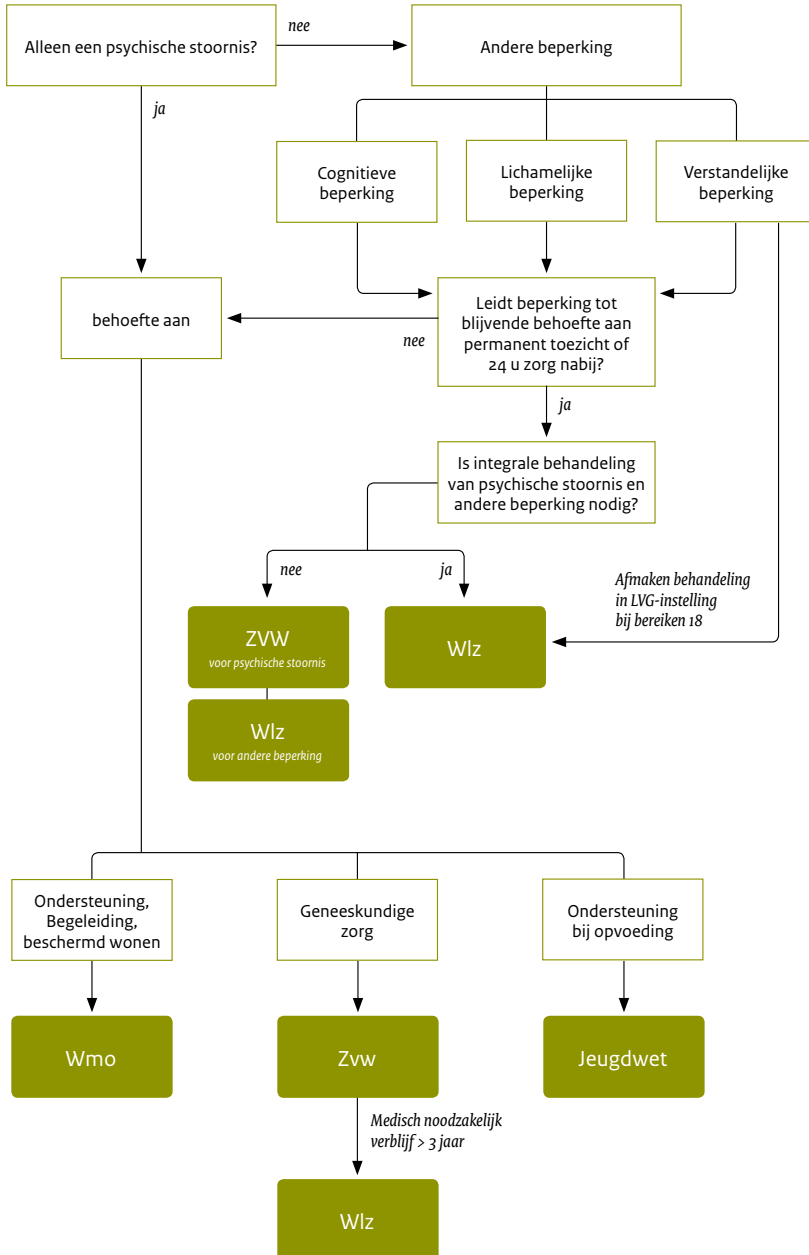 Alleen een psychische stoornis?
nee
Andere beperking
ja
Cognitieve
beperking
Lichamelijke
beperking
Verstandelijke
beperking
behoefte aan
nee
Leidt beperking tot
blijvende behoefte aan
permanent toezicht of
24 u zorg nabij?
ja
Is integrale behandeling
van psychische stoornis en
andere beperking nodig?
nee
ja
Afmaken behandeling
in LVG-instelling
bij bereiken 18
ZVW
voor psychische stoornis
Wlz
Wlz
voor andere beperking
Ondersteuning,
Begeleiding,
beschermd wonen
Geneeskundige
zorg
Ondersteuning
bij opvoeding
Wmo
Zvw
Jeugdwet
Medisch noodzakelijk
verblijf > 3 jaar
Wlz